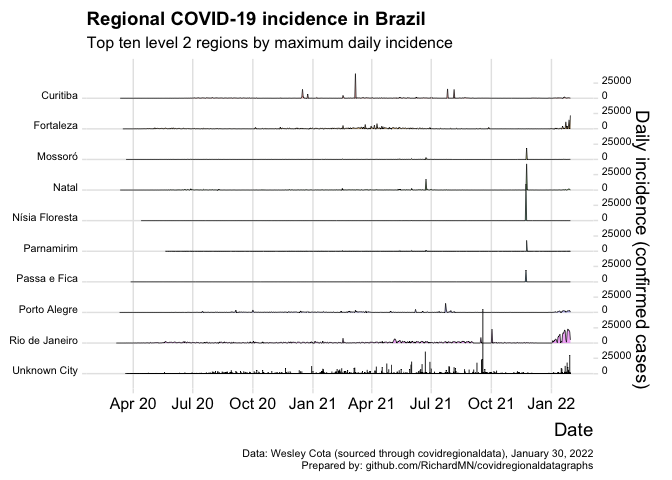 Regional COVID-19 incidence in Brazil
Top ten level 2 regions by maximum daily incidence
Curitiba
25000
0
Fortaleza
25000
0
Mossoró
25000
0
Natal
25000
0
Nísia Floresta
25000
0
Parnamirim
25000
0
Passa e Fica
25000
0
Porto Alegre
25000
0
Rio de Janeiro
25000
0
Unknown City
25000
0
Daily incidence (confirmed cases)
Apr 20 Jul 20 Oct 20 Jan 21 Apr 21 Jul 21 Oct 21 Jan 22
Date
Data: Wesley Cota (sourced through covidregionaldata), January 30, 2022
Prepared by: github.com/RichardMN/covidregionaldatagraphs